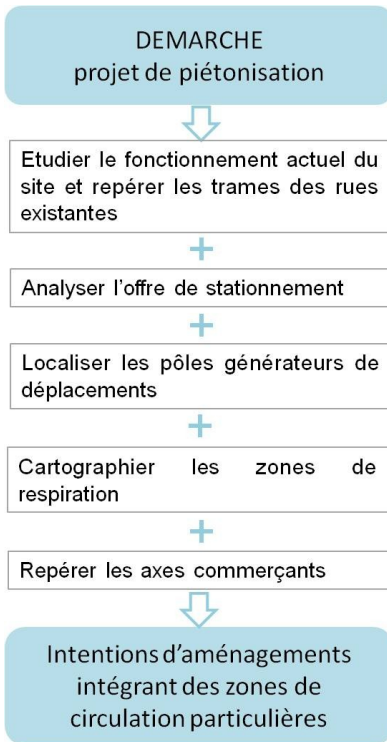 DEMARCHE
projet de piétonisation
Etudier le fonctionnement actuel du
site et repérer les trames des rues
existantes
+
Analyser l'offre de stationnement
+
Localiser les pôles générateurs de
déplacements
+
Cartographier les zones de
respiration
+
Repérer les axes commerçants
Intentions d'aménagements
intégrant des zones de
circulation particulières